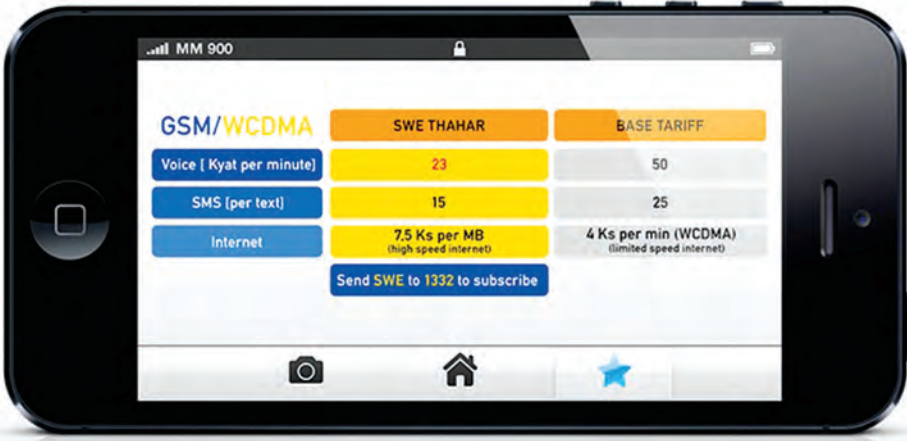 MM 900
GSM/WCDMA
SWE THAHAR
BASE TARIFF
Voice [ Kyat per minute]
23
50
SMS [per text]
15
25
Internet
7.5 Ks per MB
(high speed internet)
4 Ks per min (WCDMA)
(limited speed internet)
Send SWE to 1332 to subscribe